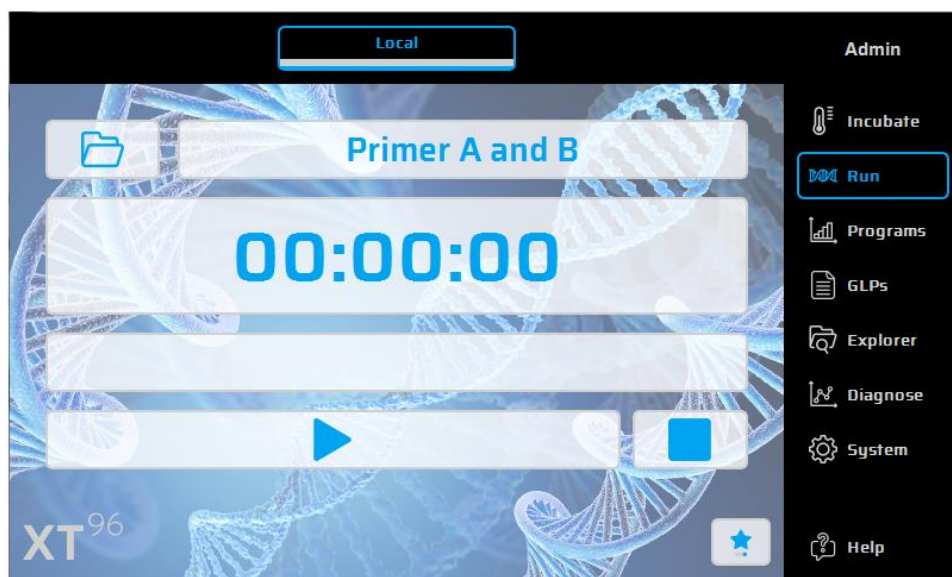 Local
Admin
Incubate
Primer A and B
Run
00:00:00
Programs
GLPs
Explorer
Diagnose
System
XT96
Help